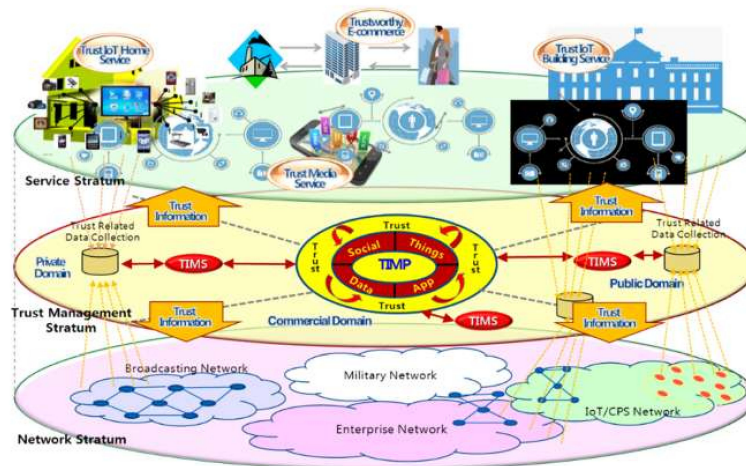 Trustworthy
E-commerce
Trust IoT Home
Service
Trust IoT
Building Service
Trust Media
Service
Service Stratum
Trust
Information
Trust
Information
Trust Related
Data Collection
Trust Related
Data Collection
Private
Domain
TIMS
Trust
Trust
Trust
Trust
Social
Things
TIMP
Data
App
TIMS
Public Domain
Trust Management
Stratum
Trust
Information
Commercial Domain
TIMS
Trust
Information
Broadcasting Network
Military Network
Enterprise Network
IoT/CPS Network
Network Stratum